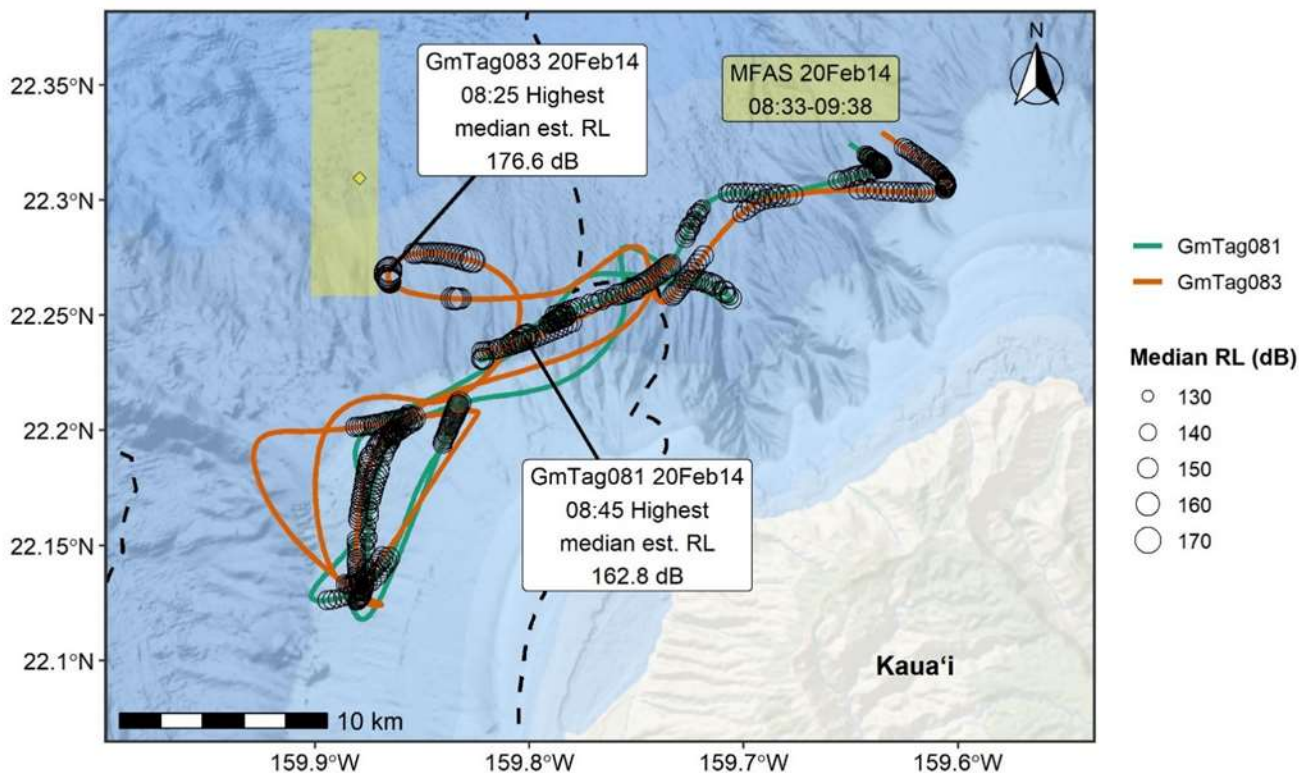 22.35°N
22.3°N
22.25°N
22.2°N
22.15°N
22.1°N
GmTag083 20Feb14
08:25 Highest
median est. RL
176.6 dB
MFAS 20Feb14
08:33-09:38
N
GmTag081 20Feb14
08:45 Highest
median est. RL
162.8 dB
Kauaʻi
10 km
159.9°W
159.8°W
159.7°W
159.6°W
GmTag081
GmTag083
Median RL (dB)
130
140
150
160
170